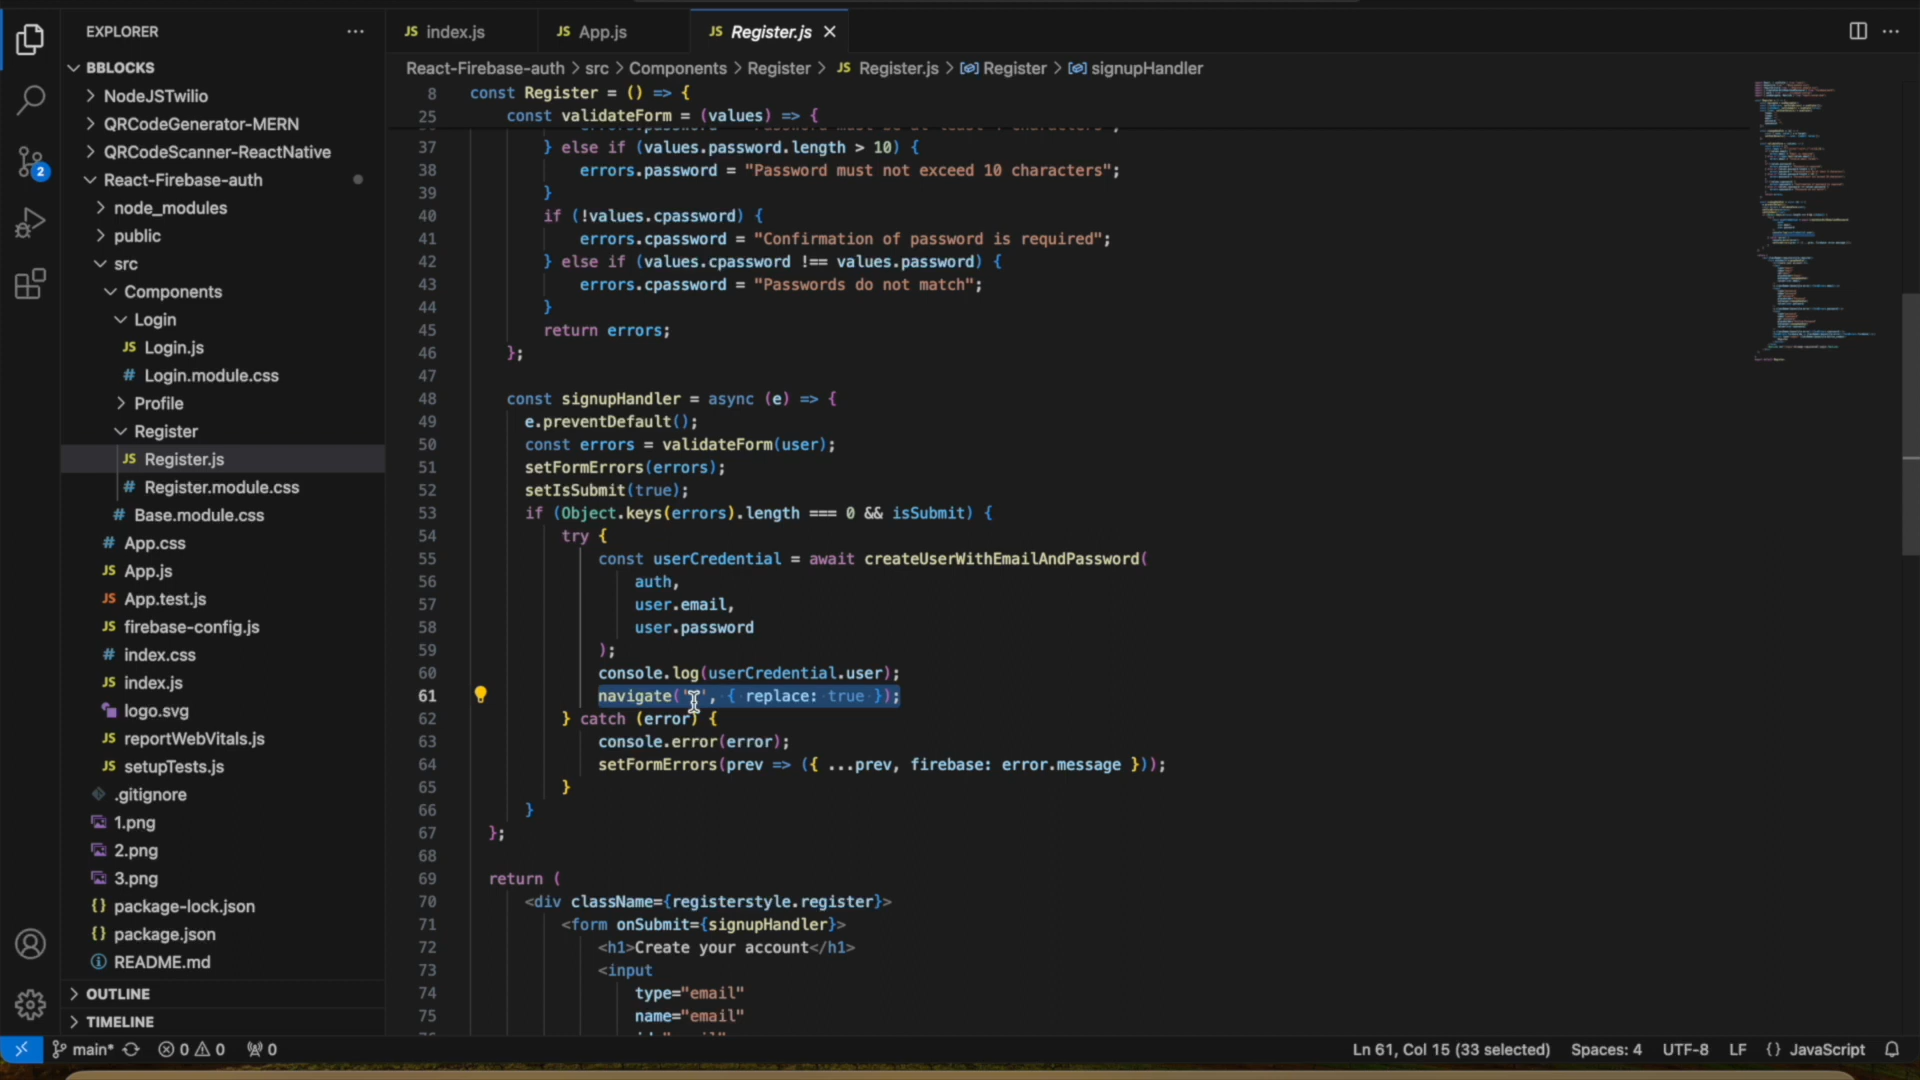 EXPLORER
BBLOCKS
NodeJSTwilio
QRCodeGenerator-MERN
QRCodeScanner-ReactNative
React-Firebase-auth
node_modules
public
src
Components
Login
JS Login.js
# Login.module.css
Profile
Register
JS Register.js
# Register.module.css
# Base.module.css
# App.css
JS App.js
JS App.test.js
JS firebase-config.js
# index.css
JS index.js
logo.svg
JS reportWebVitals.js
JS setupTests.js
.gitignore
1.png
2.png
3.png
{} package-lock.json
{} package.json
README.md
OUTLINE
TIMELINE
2
JS index.js
JS App.js
JS Register.js
React-Firebase-auth > src > Components > Register > JS Register.js > Register > signupHandler
8 const Register = () => {
25 const validateForm = (values) => {
37 } else if (values.password.length > 10) {
38 errors.password = "Password must not exceed 10 characters";
39 }
40 if (!values.cpassword) {
41 errors.cpassword = "Confirmation of password is required";
42 } else if (values.cpassword !== values.password) {
43 errors.cpassword = "Passwords do not match";
44 }
45 return errors;
46 };
47
48 const signupHandler = async (e) => {
49 e.preventDefault();
50 const errors = validateForm(user);
51 setFormErrors(errors);
52 setIsSubmit(true);
53 if (Object.keys(errors).length === 0 && isSubmit) {
54 try {
55 const userCredential = await createUserWithEmailAndPassword(
56 auth,
57 user.email,
58 user.password
59 );
60 console.log(userCredential.user);
61 navigate( , { replace: true });
62 } catch (error) {
63 console.error(error);
64 setFormErrors(prev => ({ ...prev, firebase: error.message }));
65 }
66 }
67 };
68
69 return (
70 <div className={registerstyle.register}>
71 <form onSubmit={signupHandler}>
72 <h1>Create your account</h1>
73 <input
74 type="email"
75 name="email"
main* 0 0 0
Ln 61, Col 15 (33 selected) Spaces: 4 UTF-8 LF {} JavaScript